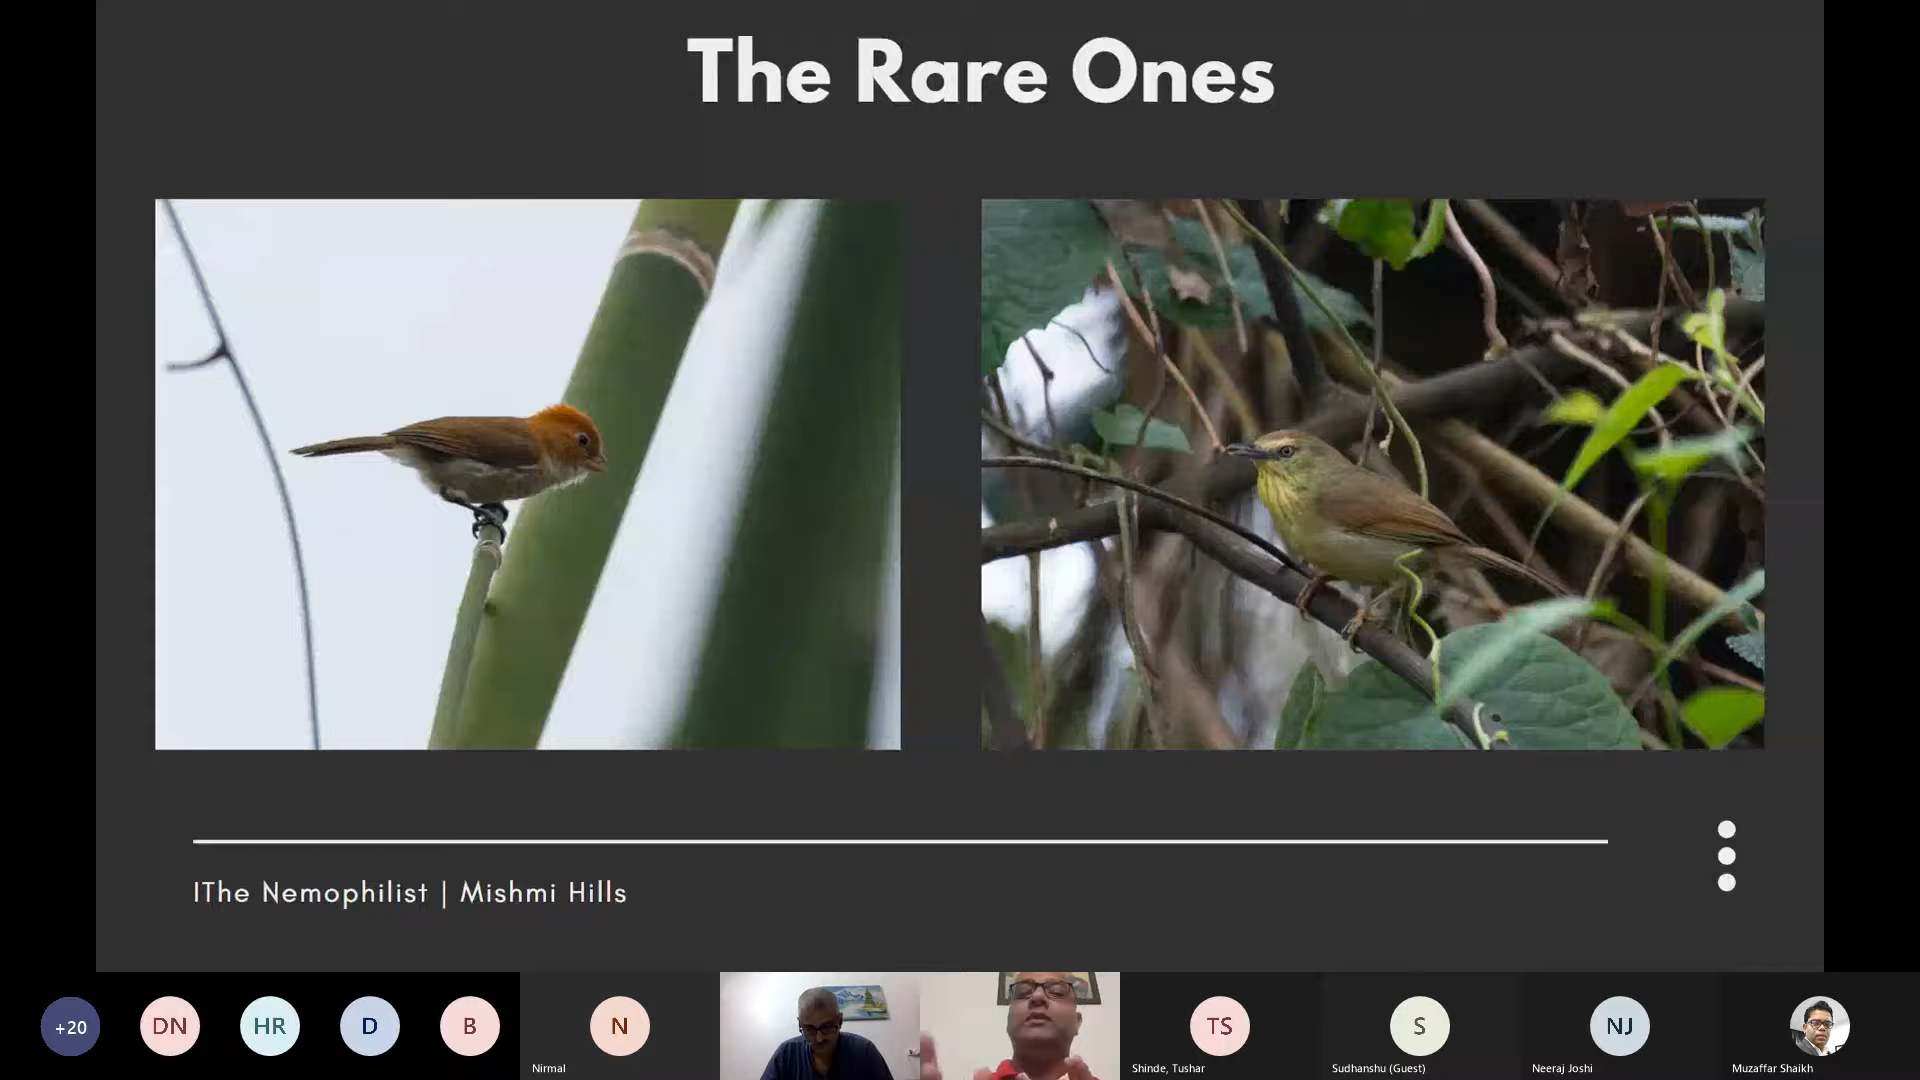 The Rare Ones
IThe Nemophilist | Mishmi Hills
+20
DN
HR
D
B
N
TS
S
NJ
Nirmal
Shinde, Tushar
Sudhanshu (Guest)
Neeraj Joshi
Muzaffar Shaikh